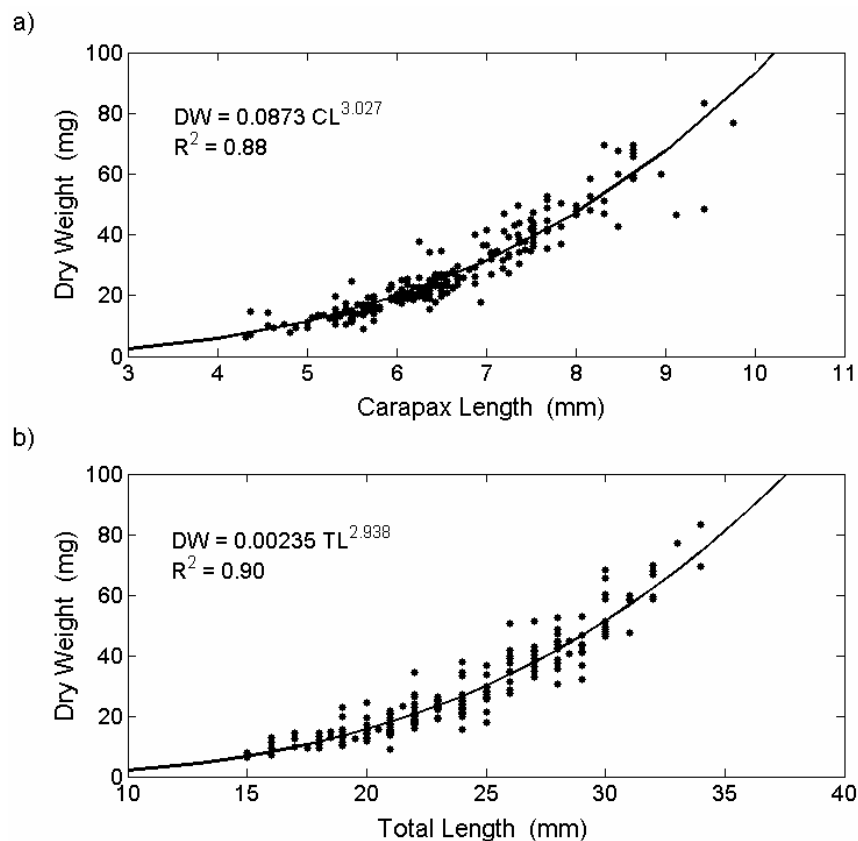 a)
100
80
60
40
20
0
Dry Weight (mg)
DW = 0.0873 CL^3.027
R^2 = 0.88
3 4 5 6 7 8 9 10 11
Carapax Length (mm)
b)
100
80
60
40
20
0
Dry Weight (mg)
DW = 0.00235 TL^2.938
R^2 = 0.90
10 15 20 25 30 35 40
Total Length (mm)